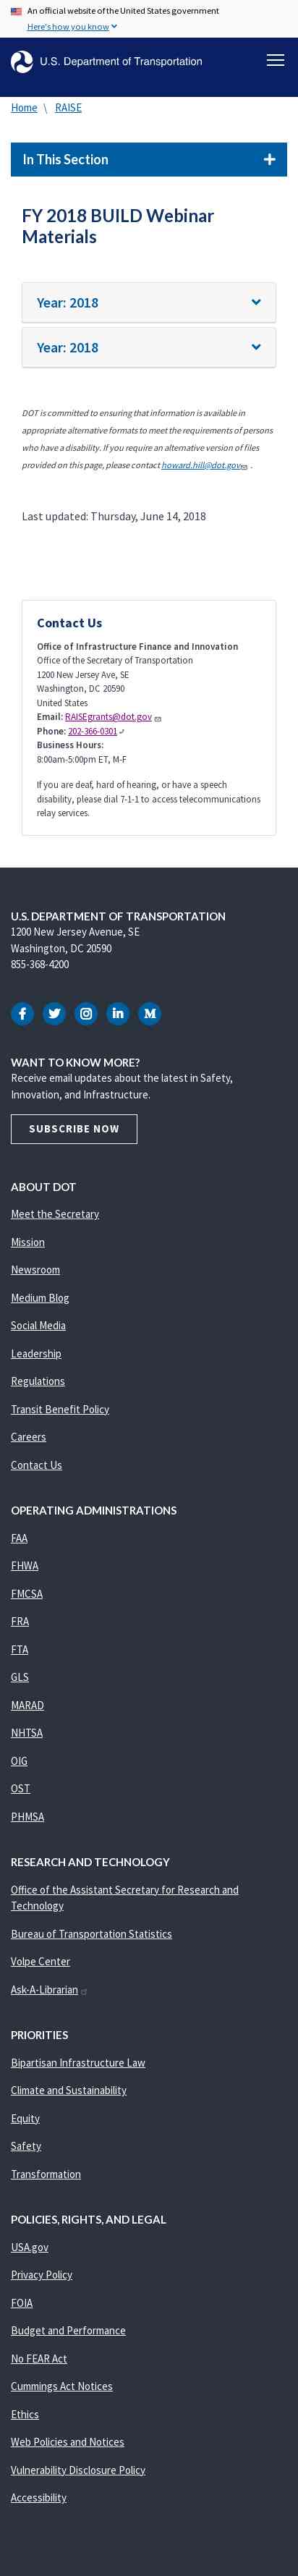 An official website of the United States government
Here's how you know
U.S. Department of Transportation
Home \ RAISE
In This Section
FY 2018 BUILD Webinar
Materials
Year: 2018
Year: 2018
DOT is committed to ensuring that information is available in
appropriate alternative formats to meet the requirements of persons
who have a disability. If you require an alternative version of files
provided on this page, please contact howard.hill@dot.gov .
Last updated: Thursday, June 14, 2018
Contact Us
Office of Infrastructure Finance and Innovation
Office of the Secretary of Transportation
1200 New Jersey Ave, SE
Washington, DC 20590
United States
Email: RAISEgrants@dot.gov
Phone: 202-366-0301
Business Hours:
8:00am-5:00pm ET, M-F
If you are deaf, hard of hearing, or have a speech
disability, please dial 7-1-1 to access telecommunications
relay services.
U.S. DEPARTMENT OF TRANSPORTATION
1200 New Jersey Avenue, SE
Washington, DC 20590
855-368-4200
WANT TO KNOW MORE?
Receive email updates about the latest in Safety,
Innovation, and Infrastructure.
SUBSCRIBE NOW
ABOUT DOT
Meet the Secretary
Mission
Newsroom
Medium Blog
Social Media
Leadership
Regulations
Transit Benefit Policy
Careers
Contact Us
OPERATING ADMINISTRATIONS
FAA
FHWA
FMCSA
FRA
FTA
GLS
MARAD
NHTSA
OIG
OST
PHMSA
RESEARCH AND TECHNOLOGY
Office of the Assistant Secretary for Research and
Technology
Bureau of Transportation Statistics
Volpe Center
Ask-A-Librarian
PRIORITIES
Bipartisan Infrastructure Law
Climate and Sustainability
Equity
Safety
Transformation
POLICIES, RIGHTS, AND LEGAL
USA.gov
Privacy Policy
FOIA
Budget and Performance
No FEAR Act
Cummings Act Notices
Ethics
Web Policies and Notices
Vulnerability Disclosure Policy
Accessibility